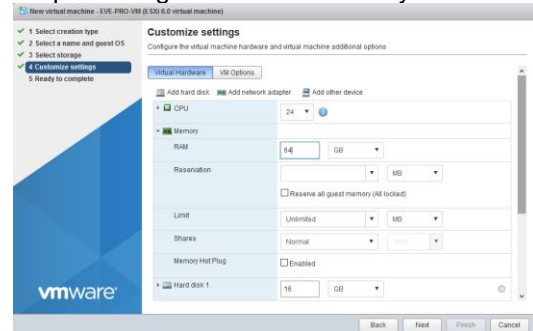 New virtual machine - EVE-PRO-VM (ESXi 6.0 virtual machine)
1 Select creation type
2 Select a name and guest OS
3 Select storage
4 Customize settings
5 Ready to complete
Customize settings
Configure the virtual machine hardware and virtual machine additional options
Virtual Hardware VM Options
Add hard disk Add network adapter Add other device
CPU 24
Memory
RAM 64 GB
Reservation MB
Reserve all guest memory (All locked)
Limit Unlimited MB
Shares Normal
Memory Hot Plug Enabled
Hard disk 1 16 GB
vmware
Back Next Finish Cancel